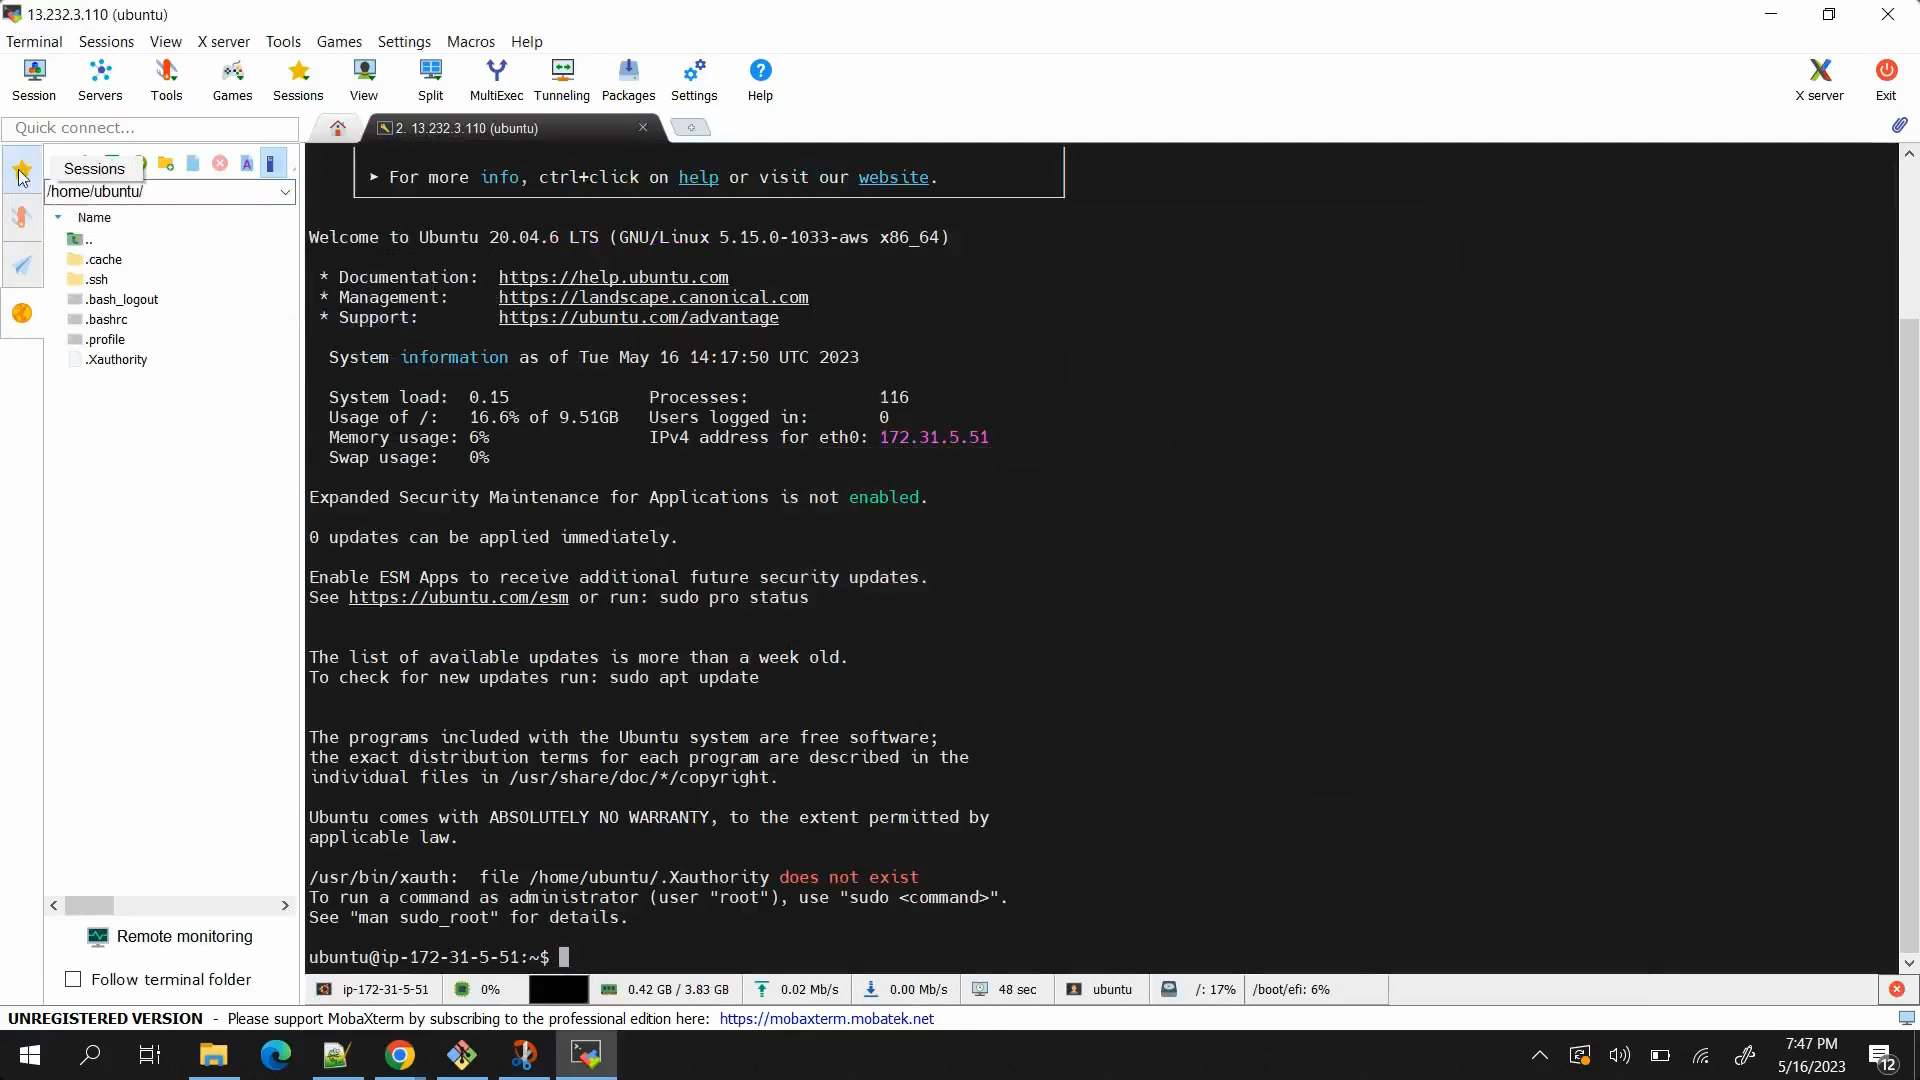 13.232.3.110 (ubuntu)
Terminal Sessions View X server Tools Games Settings Macros Help
Session Servers Tools Games Sessions View Split MultiExec Tunneling Packages Settings Help X server Exit
Quick connect...
2. 13.232.3.110 (ubuntu)
Sessions
/home/ubuntu/
Name
..
.cache
.ssh
.bash_logout
.bashrc
.profile
.Xauthority
Remote monitoring
Follow terminal folder
➤ For more info, ctrl+click on help or visit our website.
Welcome to Ubuntu 20.04.6 LTS (GNU/Linux 5.15.0-1033-aws x86_64)
* Documentation: https://help.ubuntu.com
* Management: https://landscape.canonical.com
* Support: https://ubuntu.com/advantage
System information as of Tue May 16 14:17:50 UTC 2023
System load: 0.15 Processes: 116
Usage of /: 16.6% of 9.51GB Users logged in: 0
Memory usage: 6% IPv4 address for eth0: 172.31.5.51
Swap usage: 0%
Expanded Security Maintenance for Applications is not enabled.
0 updates can be applied immediately.
Enable ESM Apps to receive additional future security updates.
See https://ubuntu.com/esm or run: sudo pro status
The list of available updates is more than a week old.
To check for new updates run: sudo apt update
The programs included with the Ubuntu system are free software;
the exact distribution terms for each program are described in the
individual files in /usr/share/doc/*/copyright.
Ubuntu comes with ABSOLUTELY NO WARRANTY, to the extent permitted by
applicable law.
/usr/bin/xauth: file /home/ubuntu/.Xauthority does not exist
To run a command as administrator (user "root"), use "sudo <command>".
See "man sudo_root" for details.
ubuntu@ip-172-31-5-51:~$
ip-172-31-5-51 0% 0.42 GB / 3.83 GB 0.02 Mb/s 0.00 Mb/s 48 sec ubuntu /: 17% /boot/efi: 6%
UNREGISTERED VERSION - Please support MobaXterm by subscribing to the professional edition here: https://mobaxterm.mobatek.net
7:47 PM
5/16/2023
12